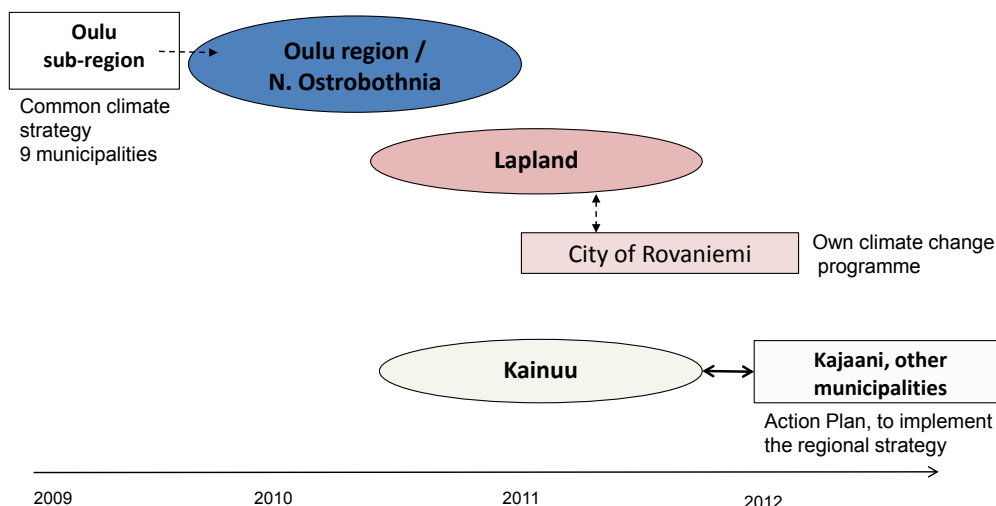 Oulu
sub-region
Oulu region /
N. Ostrobothnia
Common climate
strategy
9 municipalities
Lapland
City of Rovaniemi
Own climate change
programme
Kainuu
Kajaani, other
municipalities
Action Plan, to implement
the regional strategy
2009 2010 2011 2012